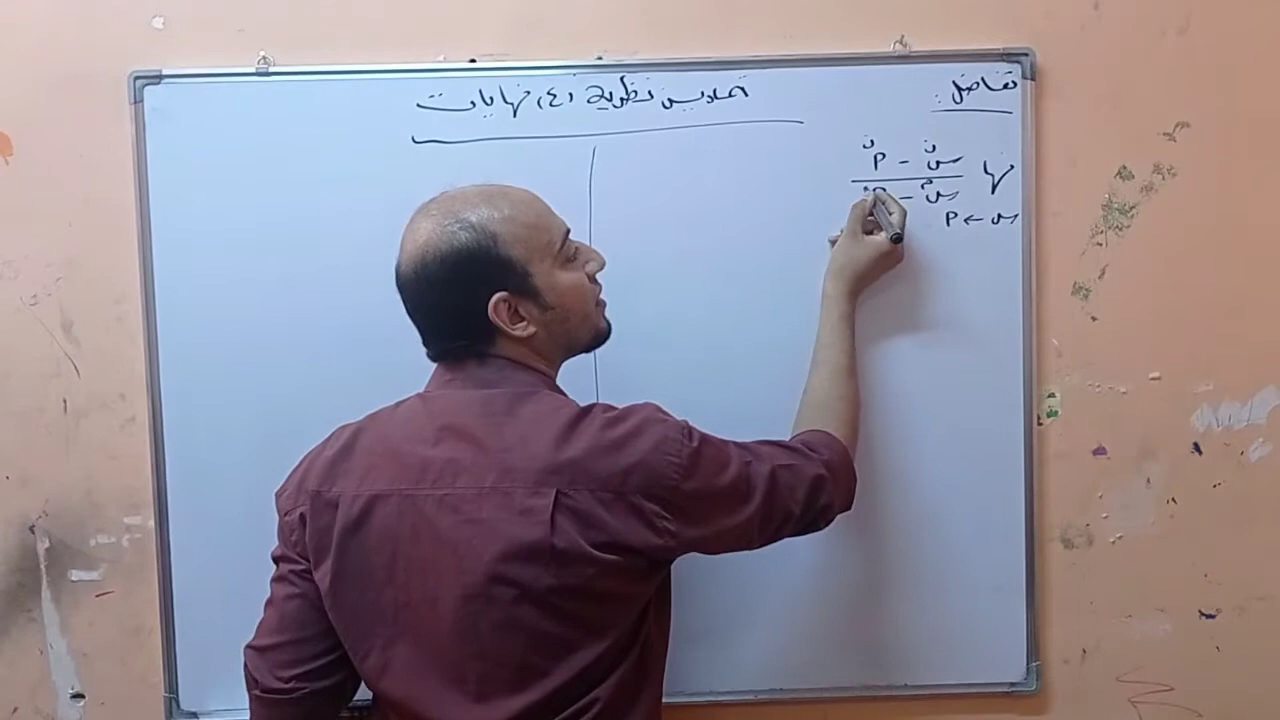 تفاضل :
تمارين نظرية (٤) نهايات
نها س^ن - P^ن
س^م -
س ← P